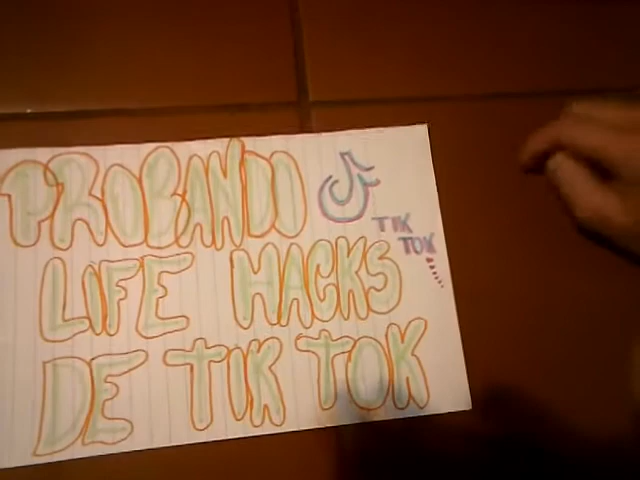 PROBANDO
TIK
TOK
LIFE HACKS
DE TIK TOK